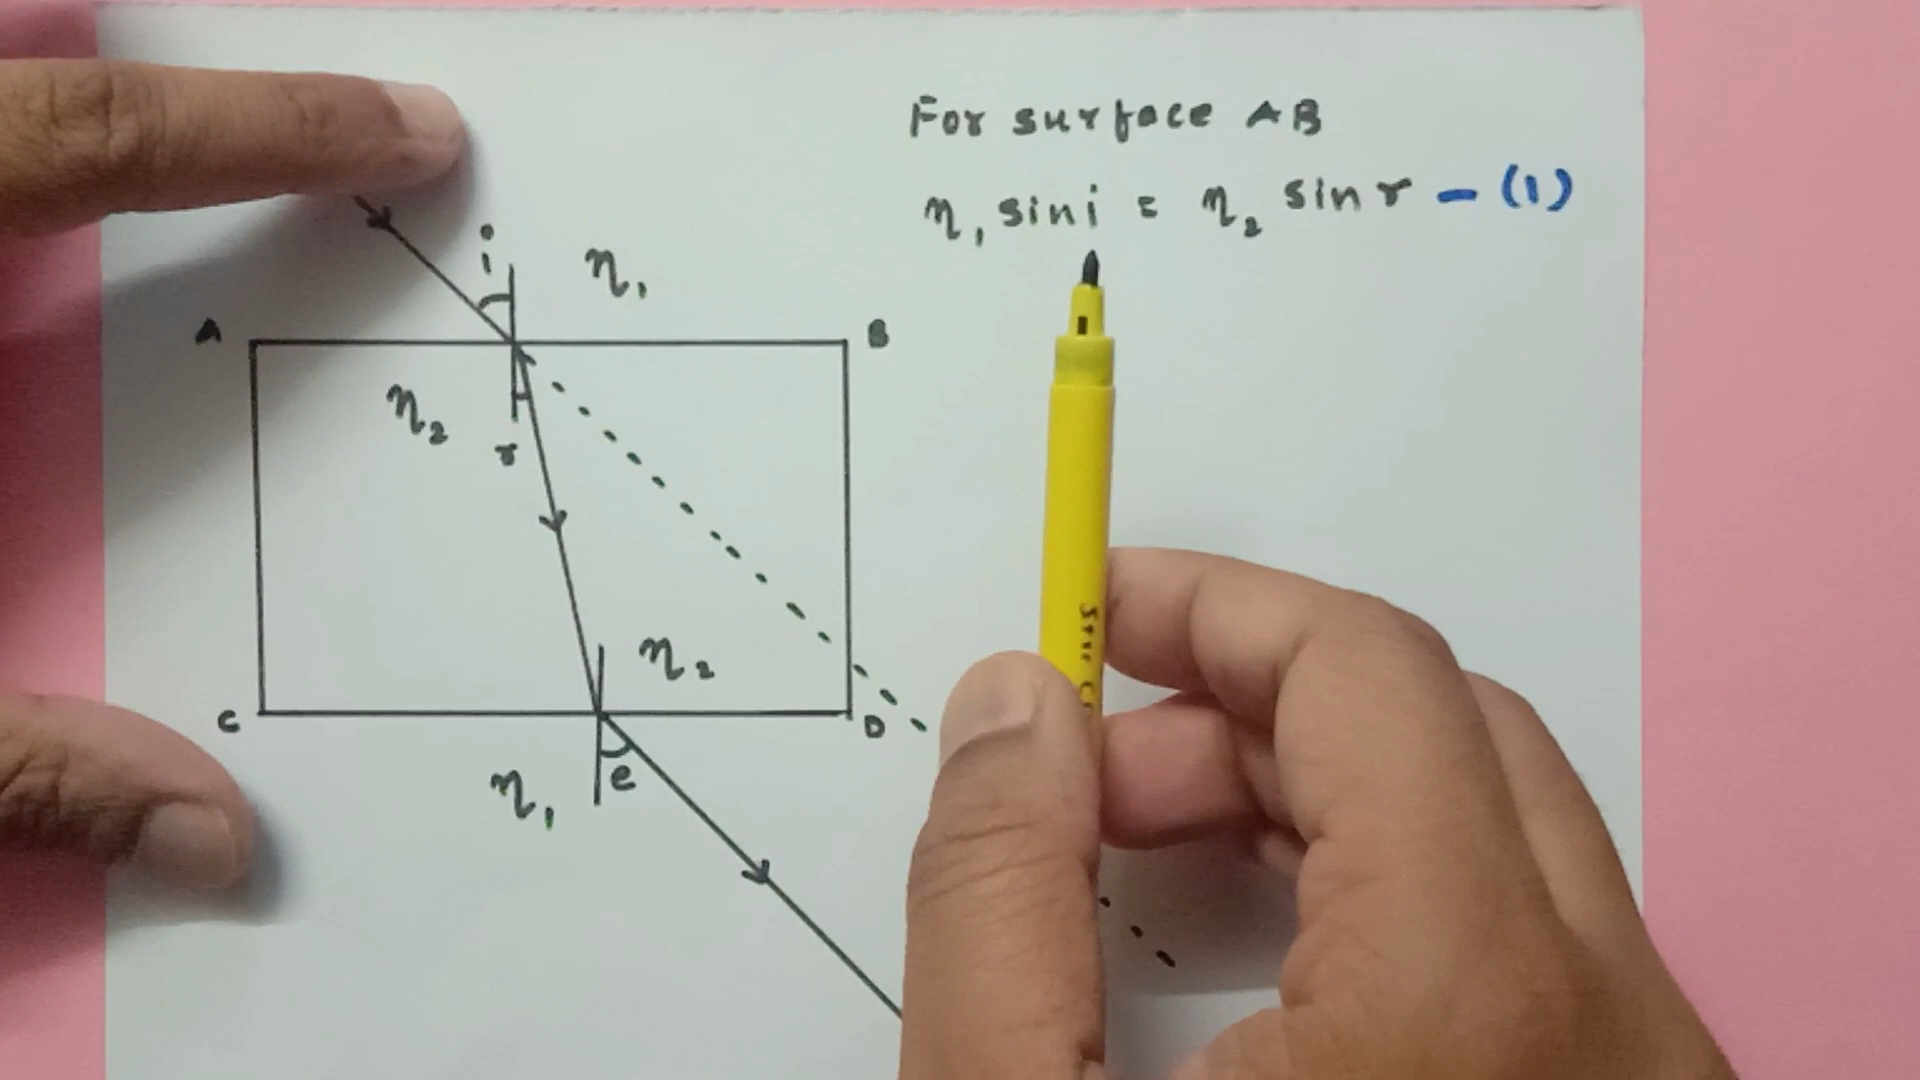 For surface AB
η₁ sin i = η₂ sin r - (1)
i
η₁
A
B
η₂
r
η₂
C
D
η₁
e